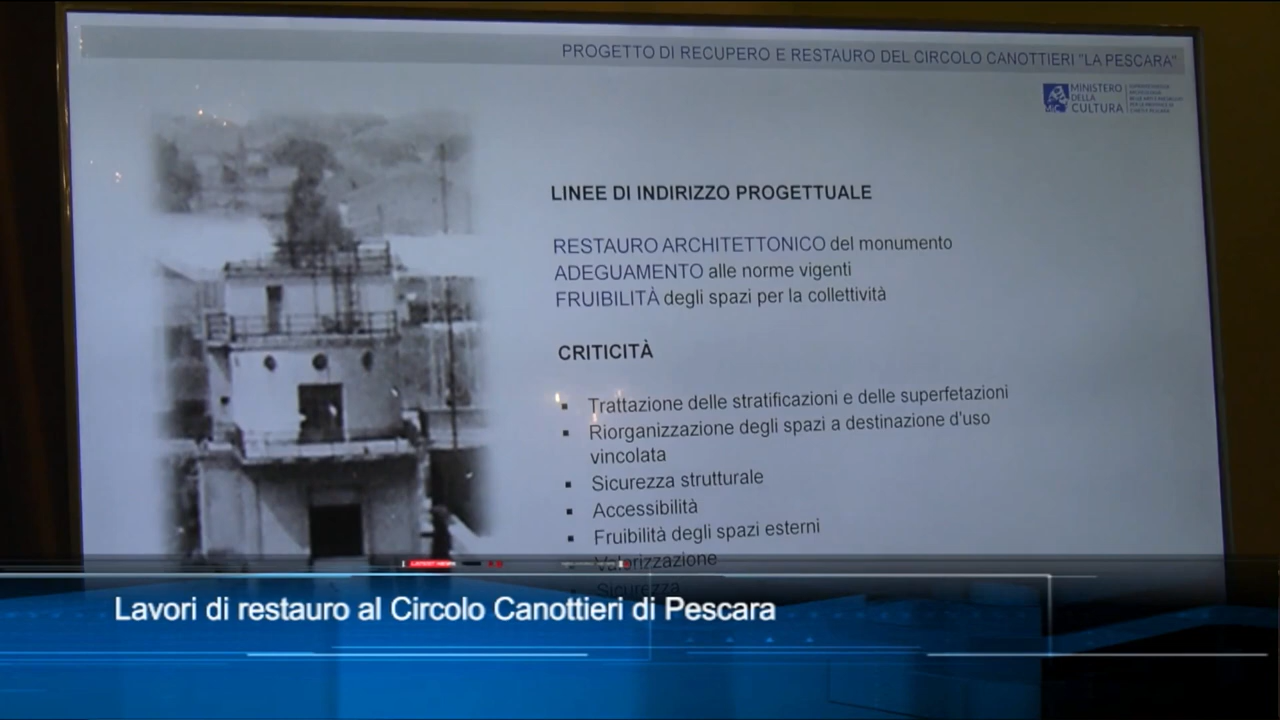 PROGETTO DI RECUPERO E RESTAURO DEL CIRCOLO CANOTTIERI "LA PESCARA"
MINISTERO
DELLA
CULTURA
LINEE DI INDIRIZZO PROGETTUALE
RESTAURO ARCHITETTONICO del monumento
ADEGUAMENTO alle norme vigenti
FRUIBILITÀ degli spazi per la collettività
CRITICITÀ
▪ Trattazione delle stratificazioni e delle superfetazioni
▪ Riorganizzazione degli spazi a destinazione d'uso
vincolata
▪ Sicurezza strutturale
▪ Accessibilità
▪ Fruibilità degli spazi esterni
Valorizzazione
Sicurezza
LATEST NEWS
Lavori di restauro al Circolo Canottieri di Pescara